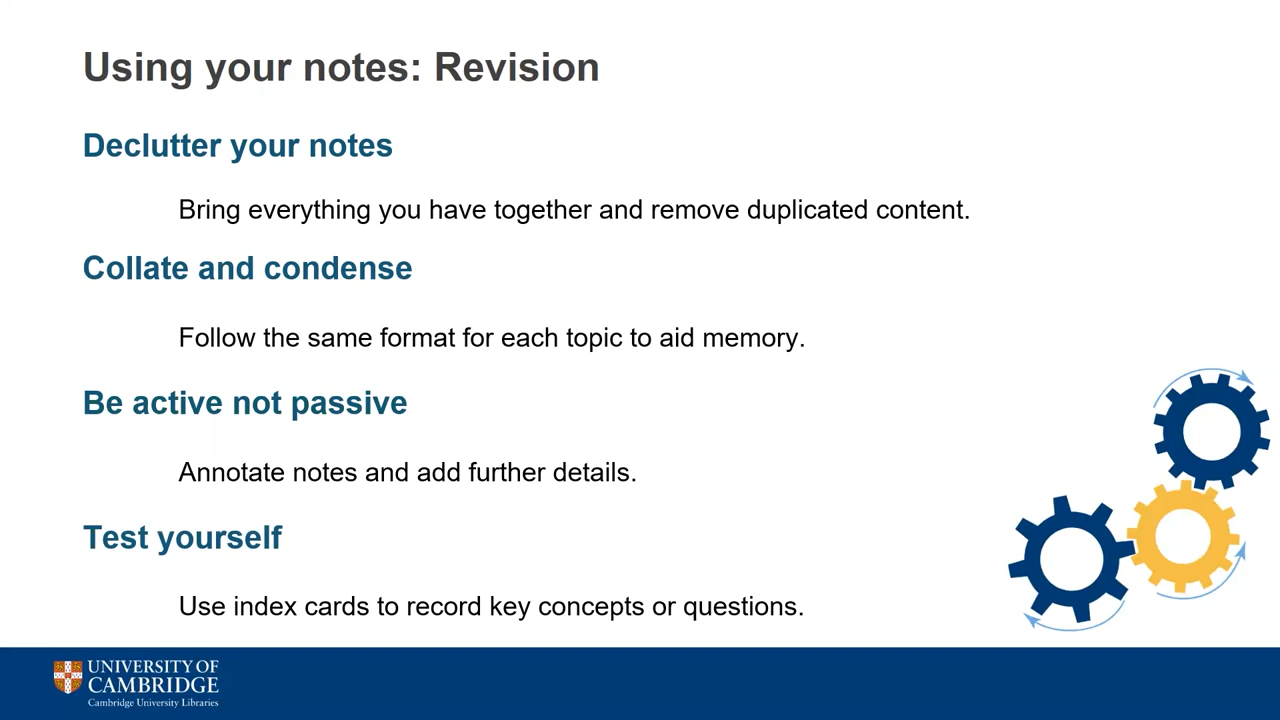 Using your notes: Revision
Declutter your notes
Bring everything you have together and remove duplicated content.
Collate and condense
Follow the same format for each topic to aid memory.
Be active not passive
Annotate notes and add further details.
Test yourself
Use index cards to record key concepts or questions.
UNIVERSITY OF
CAMBRIDGE
Cambridge University Libraries